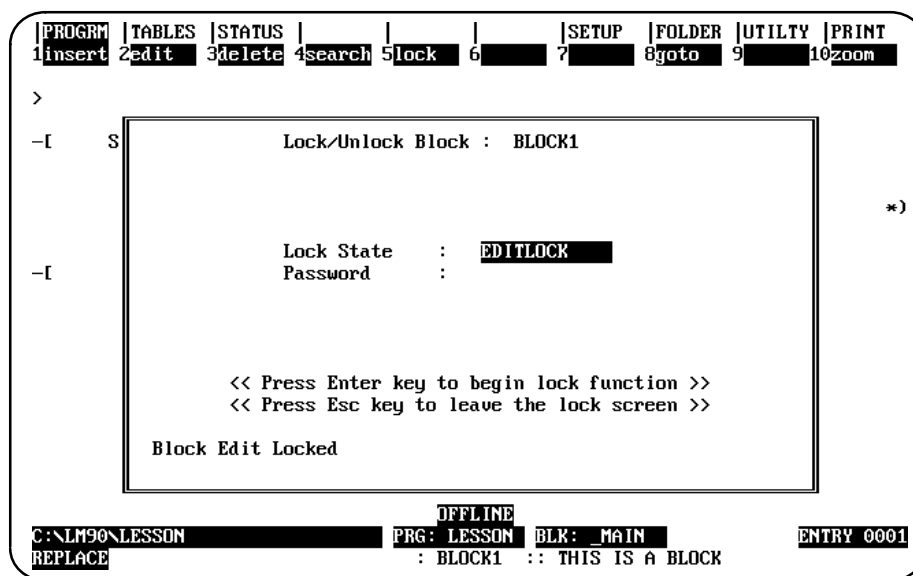 |PROGRM |TABLES |STATUS | | | |SETUP |FOLDER |UTILTY |PRINT
1insert 2edit 3delete 4search 5lock 6 7 8goto 9 10zoom
>
-[ S
Lock/Unlock Block : BLOCK1
*)
Lock State : EDITLOCK
-[
Password :
<< Press Enter key to begin lock function >>
<< Press Esc key to leave the lock screen >>
Block Edit Locked
OFFLINE
C:\LM90\LESSON PRG: LESSON BLK: _MAIN ENTRY 0001
REPLACE : BLOCK1 :: THIS IS A BLOCK